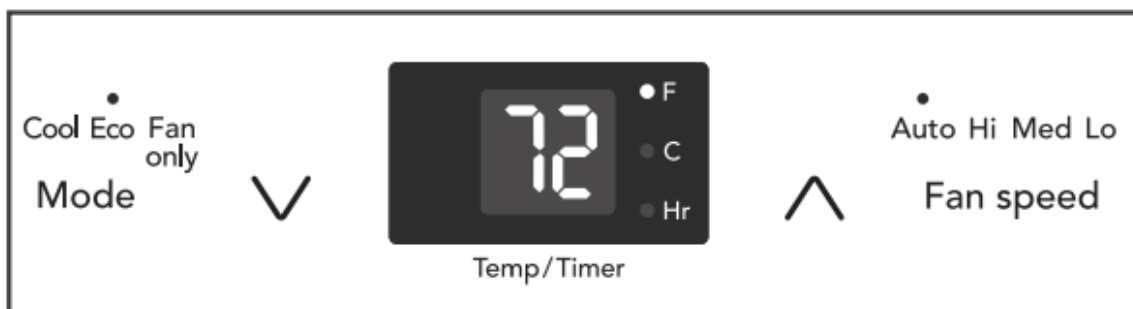 Cool Eco Fan only
Mode
72
F
C
Hr
Temp/Timer
Auto Hi Med Lo
Fan speed